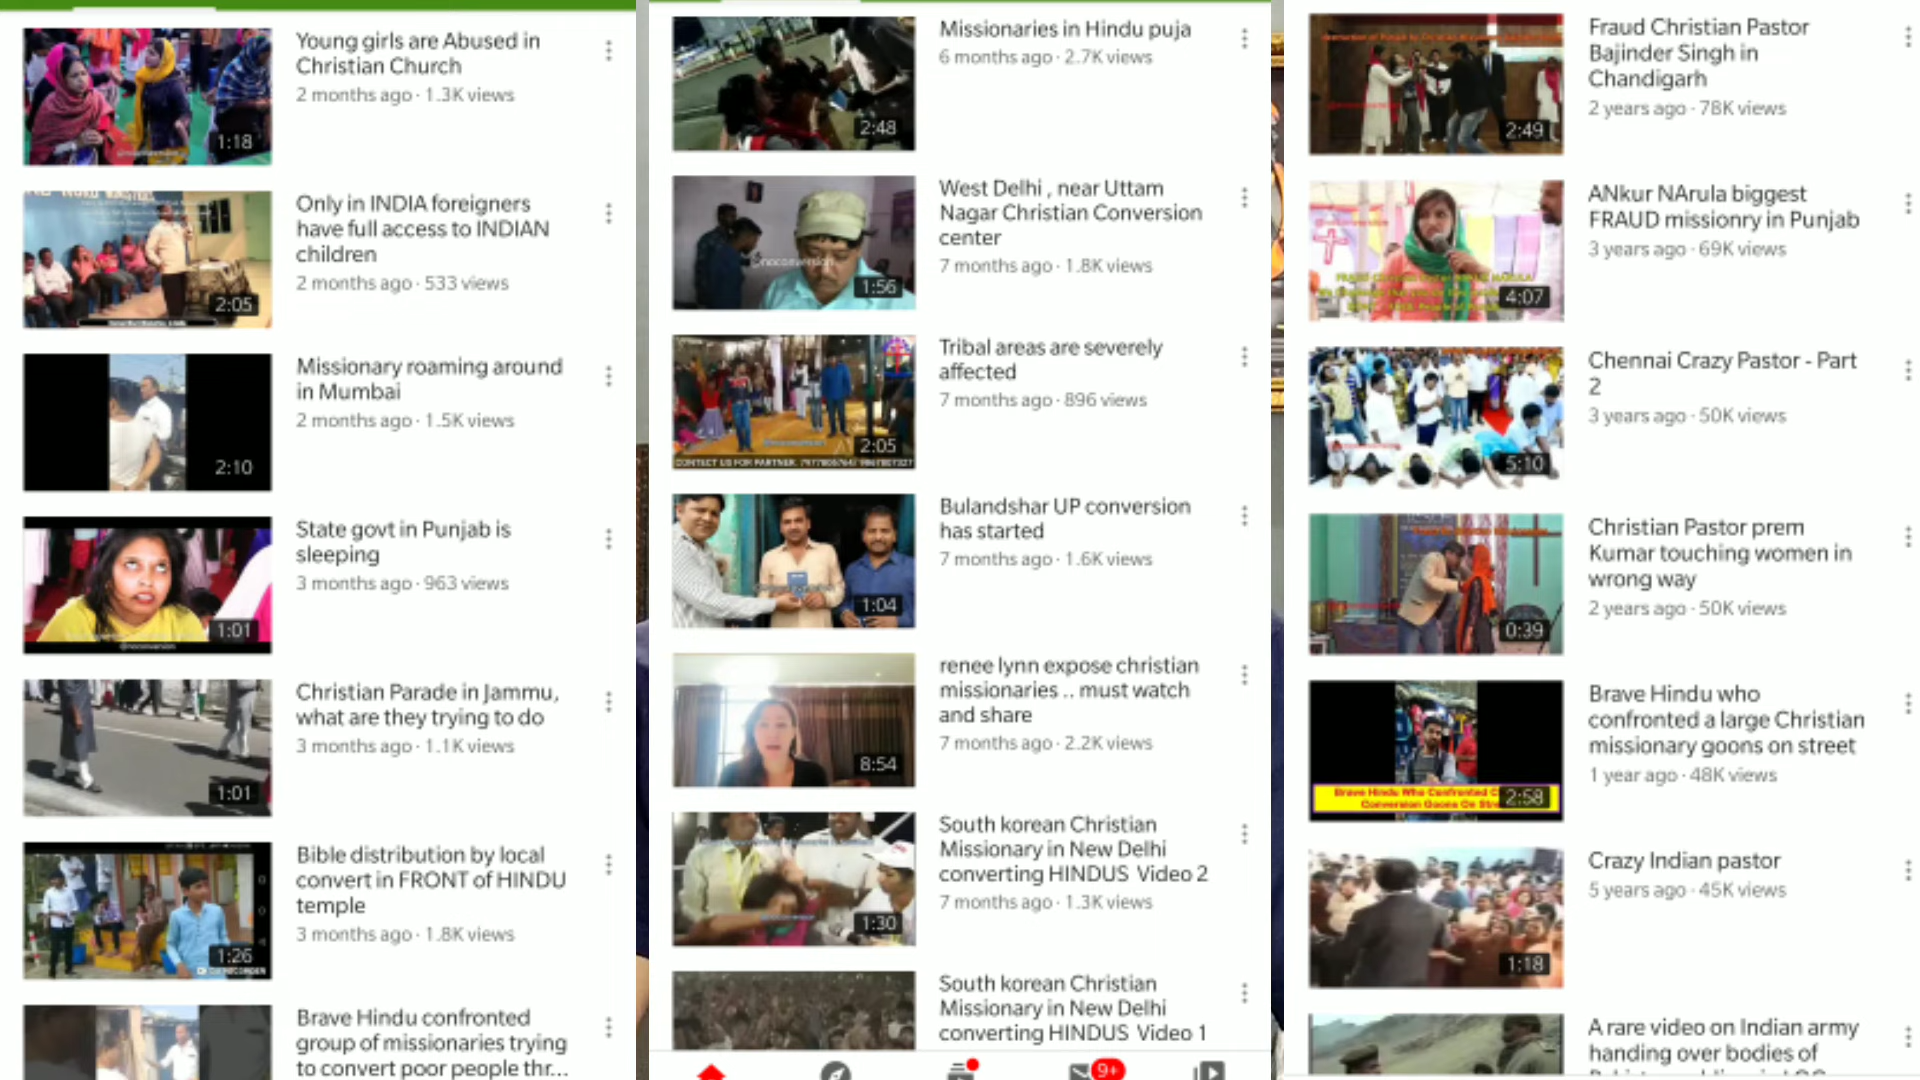 Young girls are Abused in
Christian Church
2 months ago · 1.3K views
1:18
Only in INDIA foreigners
have full access to INDIAN
children
2 months ago · 533 views
2:05
Missionary roaming around
in Mumbai
2 months ago · 1.5K views
2:10
State govt in Punjab is
sleeping
3 months ago · 963 views
1:01
@noconversion
Christian Parade in Jammu,
what are they trying to do
3 months ago · 1.1K views
1:01
Bible distribution by local
convert in FRONT of HINDU
temple
3 months ago · 1.8K views
1:26
Brave Hindu confronted
group of missionaries trying
to convert poor people thr...
Missionaries in Hindu puja
6 months ago · 2.7K views
2:48
West Delhi , near Uttam
Nagar Christian Conversion
center
7 months ago · 1.8K views
@noconversion
1:56
Tribal areas are severely
affected
7 months ago · 896 views
2:05
CONTACT US FOR PARTNER:
Bulandshar UP conversion
has started
7 months ago · 1.6K views
1:04
renee lynn expose christian
missionaries .. must watch
and share
7 months ago · 2.2K views
8:54
South korean Christian
Missionary in New Delhi
converting HINDUS Video 2
7 months ago · 1.3K views
1:30
South korean Christian
Missionary in New Delhi
converting HINDUS Video 1
9+
Fraud Christian Pastor
Bajinder Singh in
Chandigarh
2 years ago · 78K views
2:49
ANkur NArula biggest
FRAUD missionry in Punjab
3 years ago · 69K views
4:07
Chennai Crazy Pastor - Part
2
3 years ago · 50K views
5:10
Christian Pastor prem
Kumar touching women in
wrong way
2 years ago · 50K views
0:39
Brave Hindu who
confronted a large Christian
missionary goons on street
1 year ago · 48K views
Brave Hindu Who Confronted
Conversion Goons On
2:58
Crazy Indian pastor
5 years ago · 45K views
1:18
A rare video on Indian army
handing over bodies of